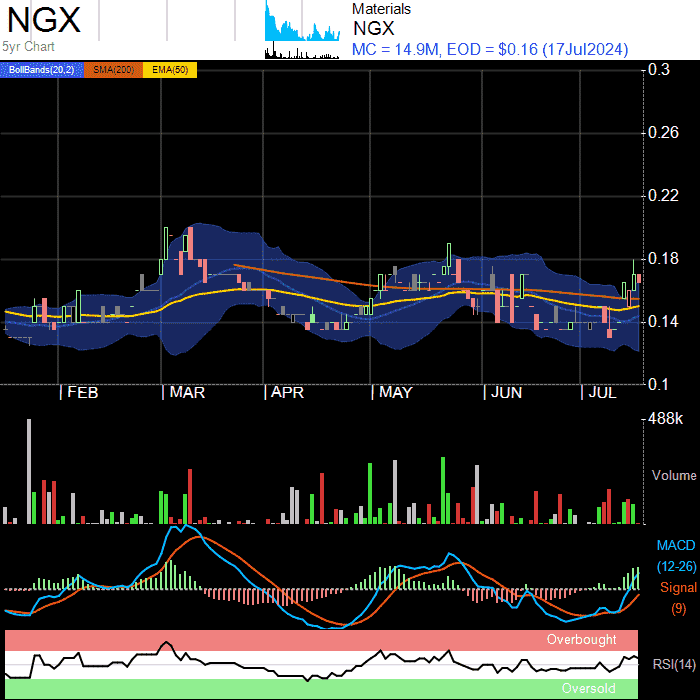 NGX
5yr Chart
Materials
NGX
MC = 14.9M, EOD = $0.16 (17Jul2024)
BollBands(20,2) SMA(200) EMA(50)
0.3
0.26
0.22
0.18
0.14
0.1
FEB MAR APR MAY JUN JUL
488k
Volume
MACD
(12-26)
Signal
(9)
Overbought
RSI(14)
Oversold